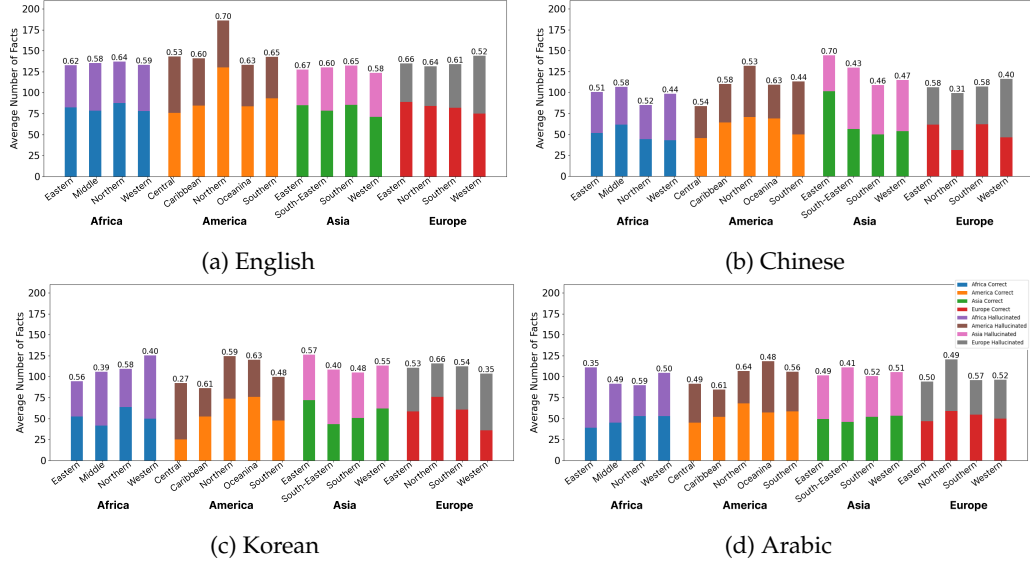 Average Number of Facts
200
175
150
125
100
75
50
25
0
0.62 0.58 0.64 0.59 0.53 0.60 0.70 0.63 0.65 0.67 0.60 0.65 0.58 0.66 0.64 0.61 0.52
Eastern Middle Northern Western Central Caribbean Northern Oceanina Southern Eastern South-Eastern Southern Western Eastern Northern Southern Western
Africa America Asia Europe
(a) English
Average Number of Facts
200
175
150
125
100
75
50
25
0
0.51 0.58 0.52 0.44 0.54 0.58 0.53 0.63 0.44 0.70 0.43 0.46 0.47 0.58 0.31 0.58 0.40
Eastern Middle Northern Western Central Caribbean Northern Oceanina Southern Eastern South-Eastern Southern Western Eastern Northern Southern Western
Africa America Asia Europe
(b) Chinese
Average Number of Facts
200
175
150
125
100
75
50
25
0
0.56 0.39 0.58 0.40 0.27 0.61 0.59 0.63 0.48 0.57 0.40 0.48 0.55 0.53 0.66 0.54 0.35
Eastern Middle Northern Western Central Caribbean Northern Oceanina Southern Eastern South-Eastern Southern Western Eastern Northern Southern Western
Africa America Asia Europe
(c) Korean
Average Number of Facts
200
175
150
125
100
75
50
25
0
Africa Correct
America Correct
Asia Correct
Europe Correct
Africa Hallucinated
America Hallucinated
Asia Hallucinated
Europe Hallucinated
0.35 0.49 0.59 0.50 0.49 0.61 0.64 0.48 0.56 0.49 0.41 0.52 0.51 0.50 0.49 0.57 0.52
Eastern Middle Northern Western Central Caribbean Northern Oceanina Southern Eastern South-Eastern Southern Western Eastern Northern Southern Western
Africa America Asia Europe
(d) Arabic